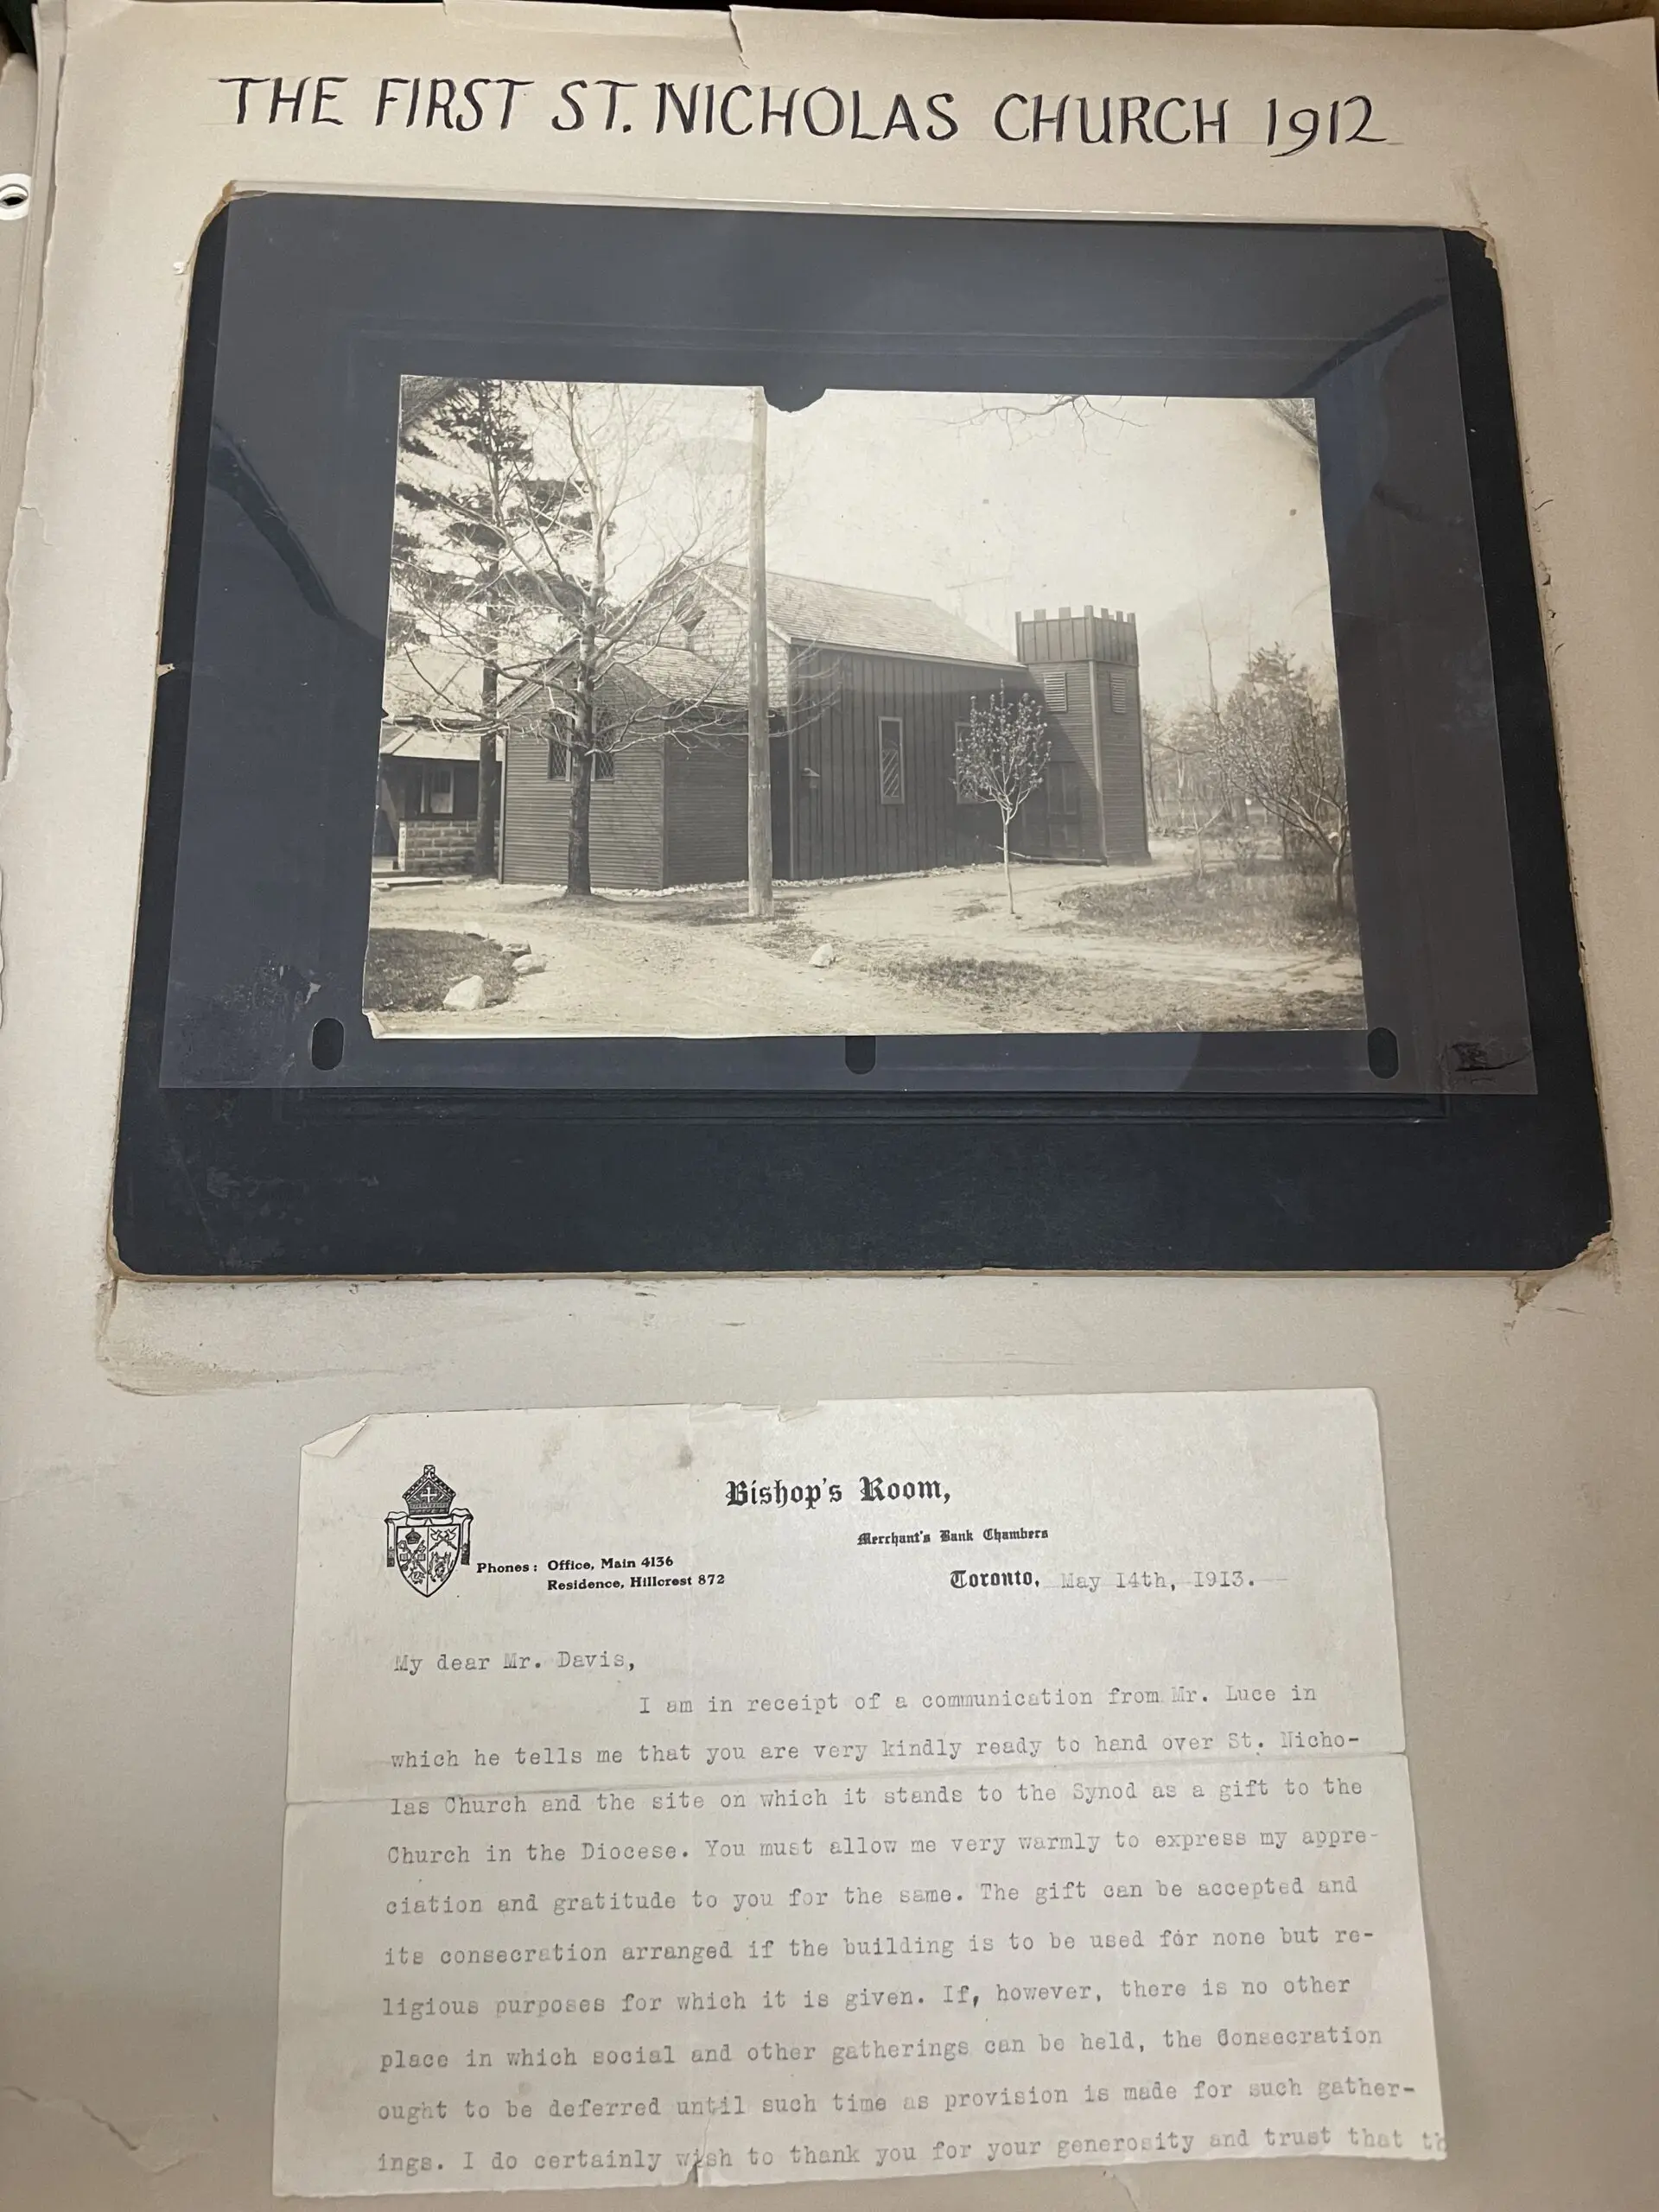 THE FIRST ST. NICHOLAS CHURCH 1912
Bishop's Room,
Merchant's Bank Chambers
Phones: Office, Main 4136
Residence, Hillcrest 872
Toronto, May 14th, 1913.
My dear Mr. Davis,
I am in receipt of a communication from Mr. Luce in
which he tells me that you are very kindly ready to hand over St. Nicho-
las Church and the site on which it stands to the Synod as a gift to the
Church in the Diocese. You must allow me very warmly to express my appre-
ciation and gratitude to you for the same. The gift can be accepted and
its consecration arranged if the building is to be used for none but re-
ligious purposes for which it is given. If, however, there is no other
place in which social and other gatherings can be held, the Consecration
ought to be deferred until such time as provision is made for such gather-
ings. I do certainly wish to thank you for your generosity and trust that